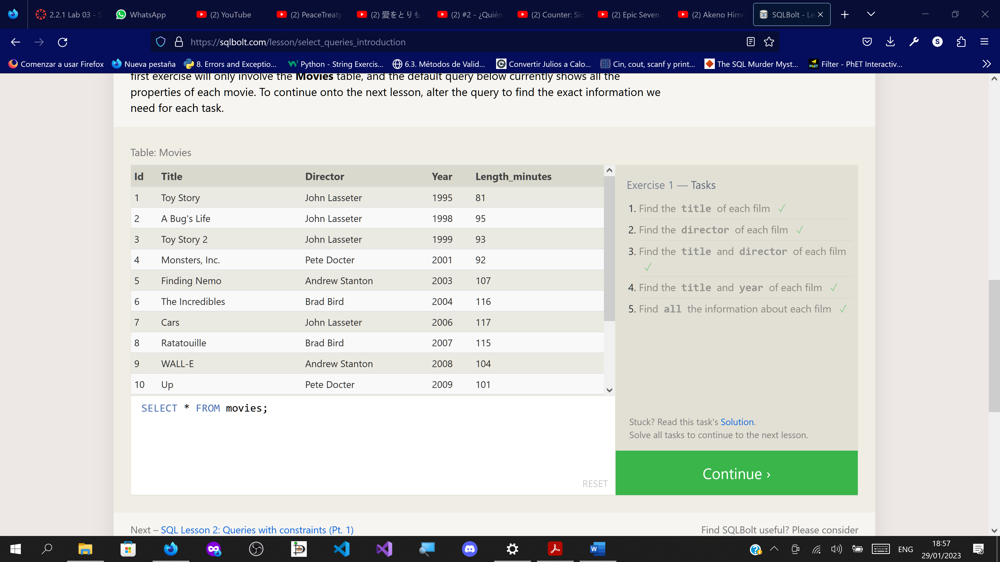 2.2.1 Lab 03 - S
WhatsApp
(2) YouTube
(2) PeaceTreaty
(2) 愛をとりも
(2) #2 - ¿Quién
(2) Counter: Sid
(2) Epic Seven -
(2) Akeno Hime
SQLBolt - Le
https://sqlbolt.com/lesson/select_queries_introduction
S
Comenzar a usar Firefox
Nueva pestaña
8. Errors and Exceptio...
Python - String Exercis...
6.3. Métodos de Valid...
Convertir Julios a Calo...
Cin, cout, scanf y print...
The SQL Murder Myst...
Filter - PhET Interactiv...
first exercise will only involve the Movies table, and the default query below currently shows all the
properties of each movie. To continue onto the next lesson, alter the query to find the exact information we
need for each task.
Table: Movies
Id Title Director Year Length_minutes
1 Toy Story John Lasseter 1995 81
2 A Bug's Life John Lasseter 1998 95
3 Toy Story 2 John Lasseter 1999 93
4 Monsters, Inc. Pete Docter 2001 92
5 Finding Nemo Andrew Stanton 2003 107
6 The Incredibles Brad Bird 2004 116
7 Cars John Lasseter 2006 117
8 Ratatouille Brad Bird 2007 115
9 WALL-E Andrew Stanton 2008 104
10 Up Pete Docter 2009 101
SELECT * FROM movies;
RESET
Exercise 1 — Tasks
1. Find the title of each film ✓
2. Find the director of each film ✓
3. Find the title and director of each film
✓
4. Find the title and year of each film ✓
5. Find all the information about each film ✓
Stuck? Read this task's Solution.
Solve all tasks to continue to the next lesson.
Continue ›
Next – SQL Lesson 2: Queries with constraints (Pt. 1)
Find SQLBolt useful? Please consider
ENG
18:57
29/01/2023